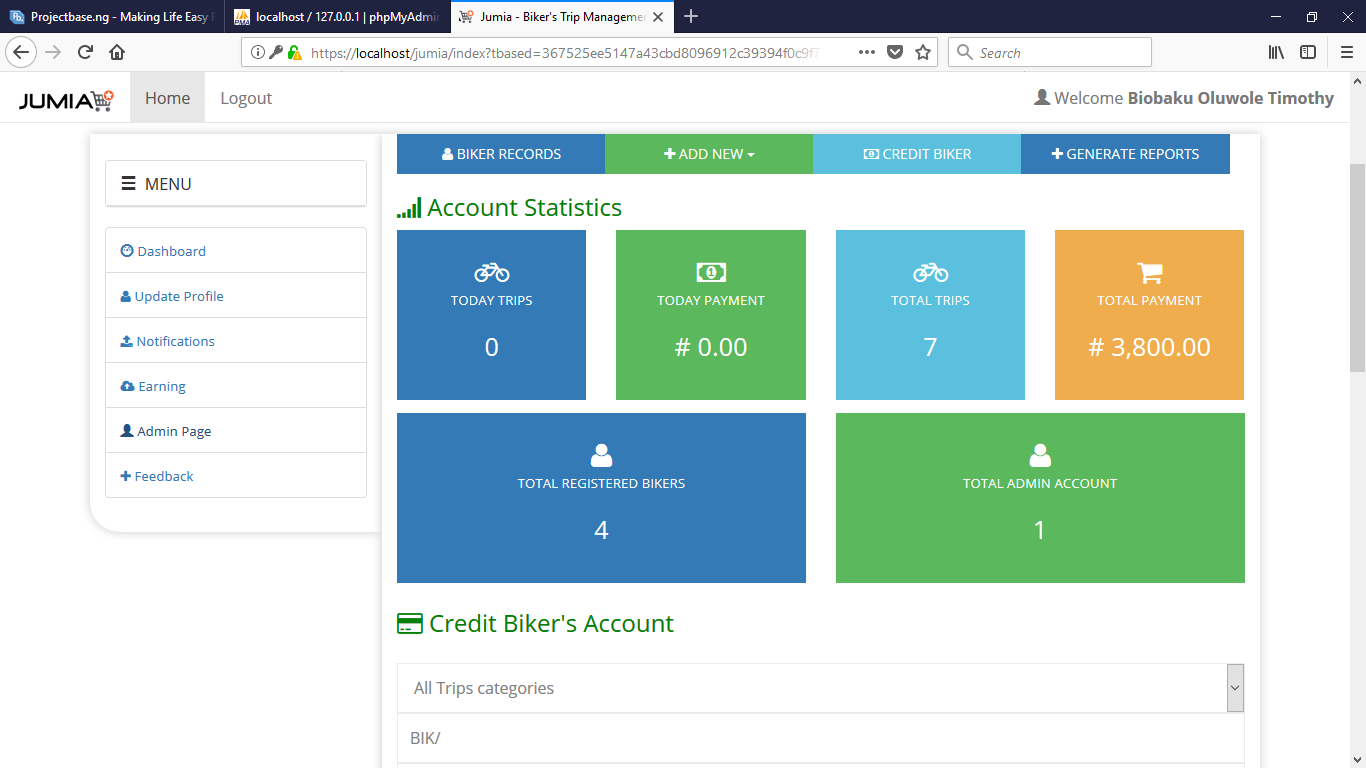 Projectbase.ng - Making Life Easy
localhost / 127.0.0.1 | phpMyAdmi
Jumia - Biker's Trip Manageme
https://localhost/jumia/index?tbased=367525ee5147a43cbd8096912c39394f0c9f
Search
JUMIA
Home
Logout
Welcome Biobaku Oluwole Timothy
BIKER RECORDS
ADD NEW
CREDIT BIKER
GENERATE REPORTS
MENU
Dashboard
Update Profile
Notifications
Earning
Admin Page
Feedback
Account Statistics
TODAY TRIPS
0
TODAY PAYMENT
# 0.00
TOTAL TRIPS
7
TOTAL PAYMENT
# 3,800.00
TOTAL REGISTERED BIKERS
4
TOTAL ADMIN ACCOUNT
1
Credit Biker's Account
All Trips categories
BIK/